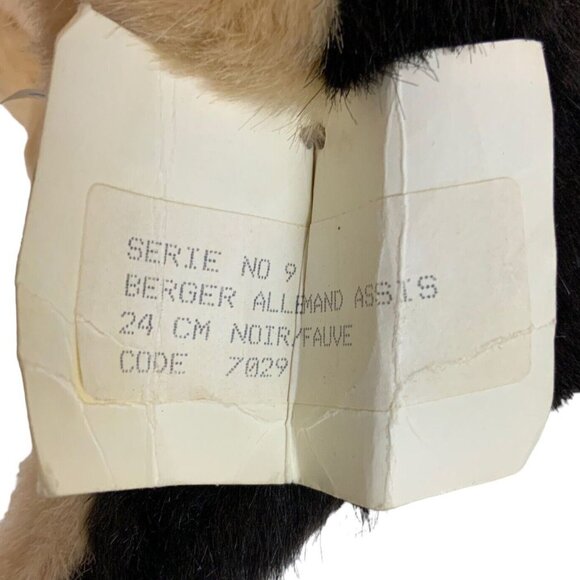 SERIE NO 9
BERGER ALLEMAND ASSIS
24 CM NOIR/FAUVE
CODE 7029